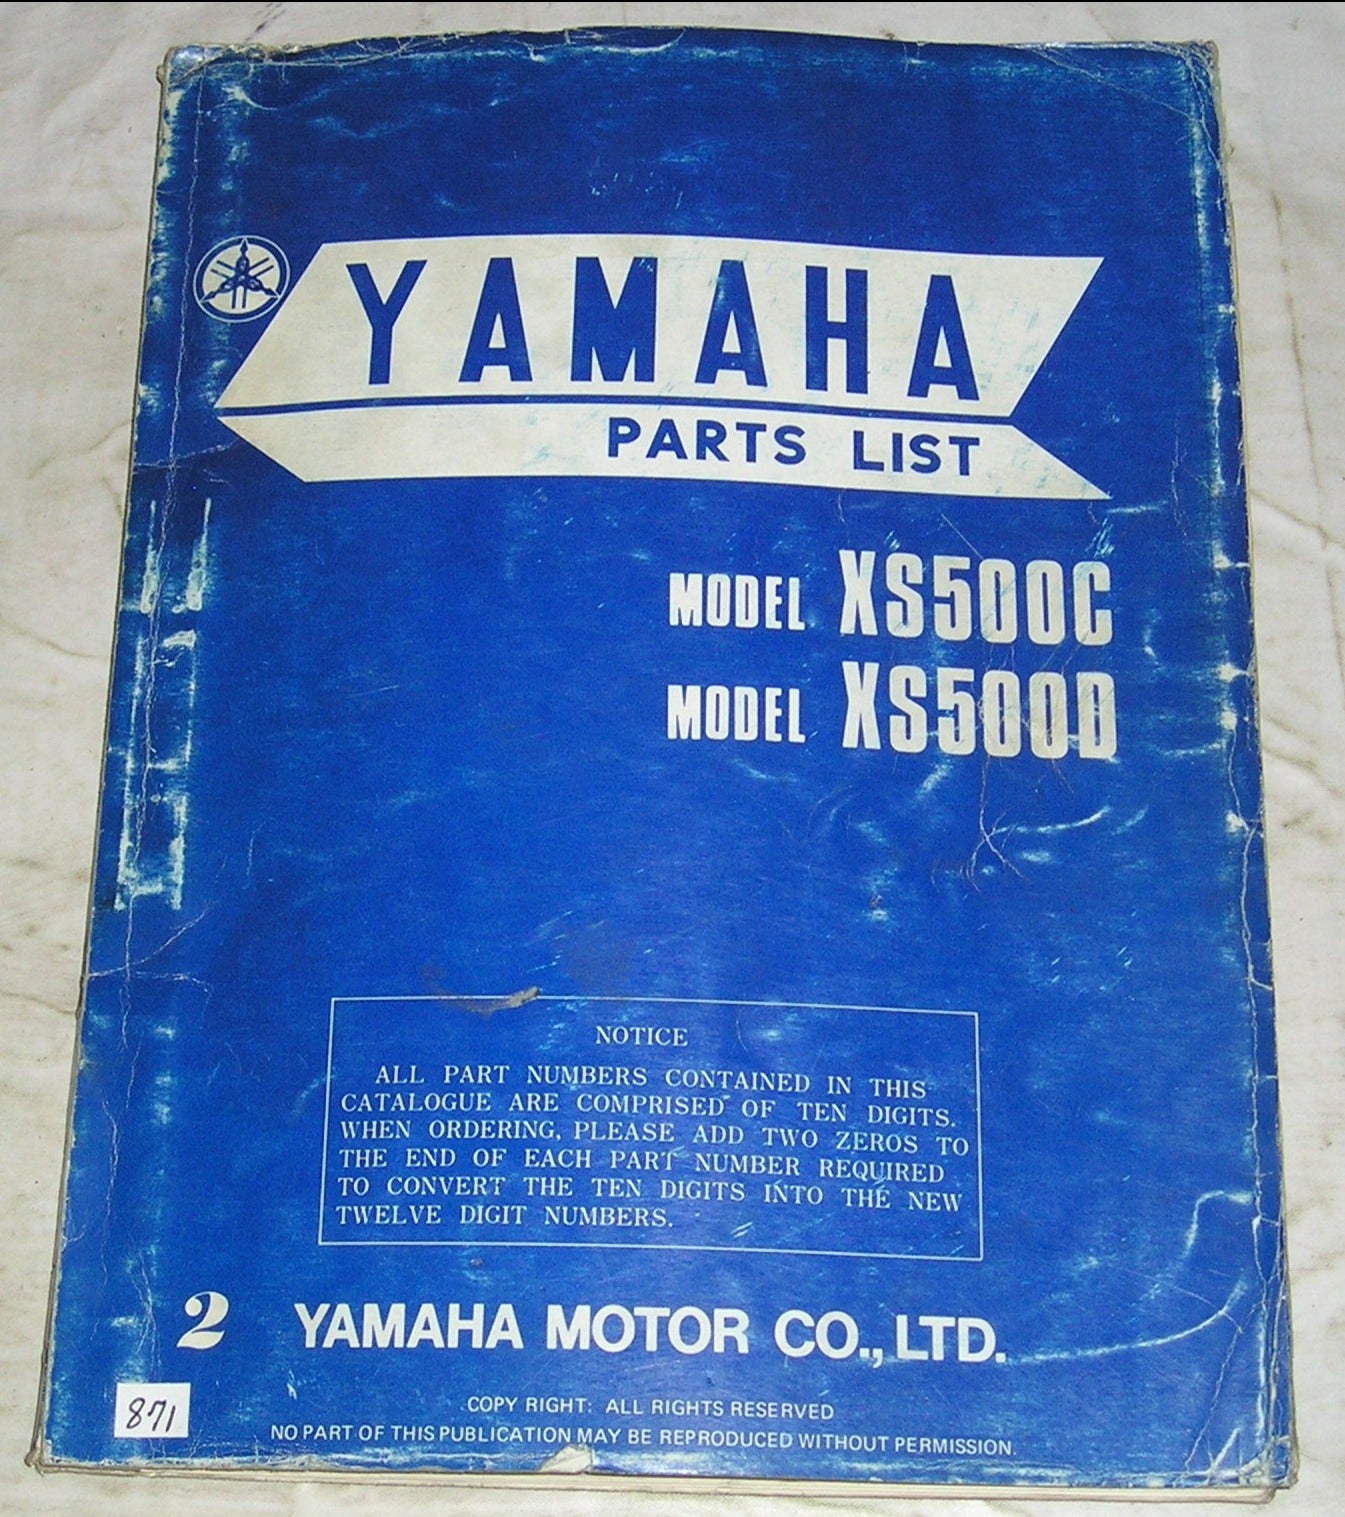 YAMAHA
PARTS LIST
MODEL XS500C
MODEL XS500D
NOTICE
ALL PART NUMBERS CONTAINED IN THIS
CATALOGUE ARE COMPRISED OF TEN DIGITS.
WHEN ORDERING, PLEASE ADD TWO ZEROS TO
THE END OF EACH PART NUMBER REQUIRED
TO CONVERT THE TEN DIGITS INTO THE NEW
TWELVE DIGIT NUMBERS.
2 YAMAHA MOTOR CO., LTD.
871
COPY RIGHT: ALL RIGHTS RESERVED
NO PART OF THIS PUBLICATION MAY BE REPRODUCED WITHOUT PERMISSION.